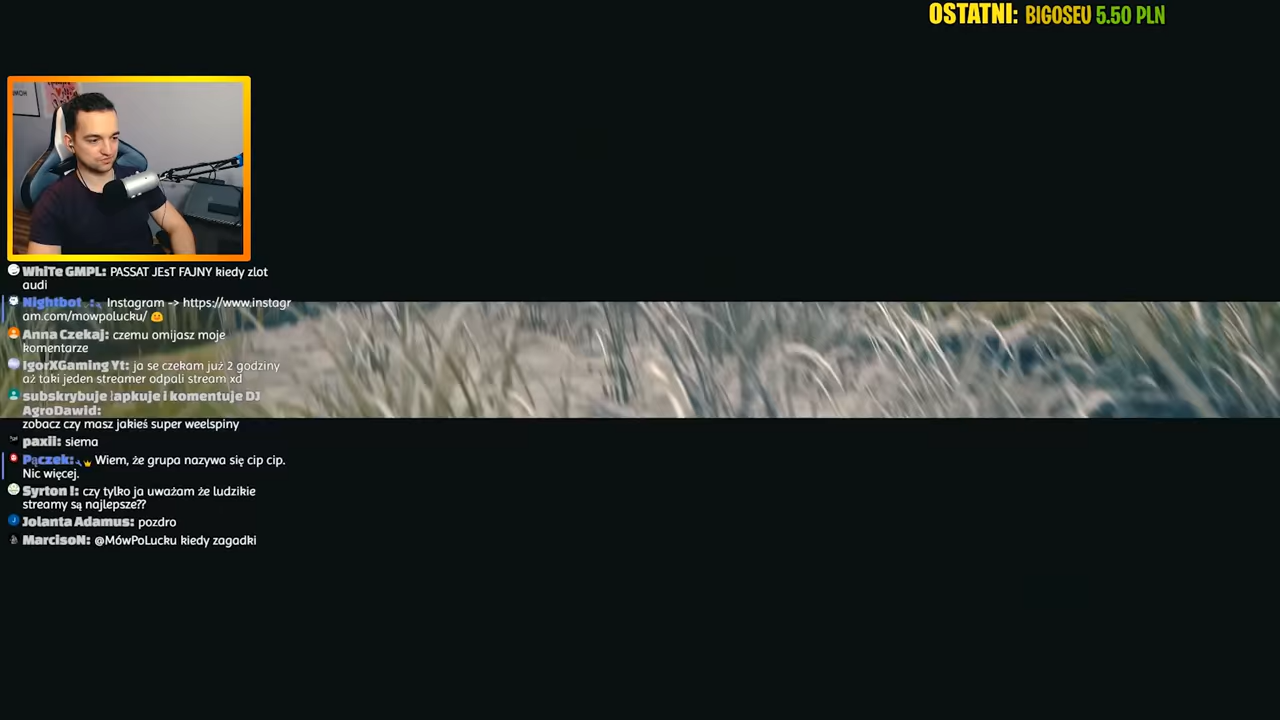 OSTATNI: BIGOSEU 5.50 PLN
WhiTe GMPL: PASSAT JEsT FAJNY kiedy zlot
audi
Nightbot: Instagram -> https://www.instagr
am.com/mowpolucku/
Anna Czekaj: czemu omijasz moje
komentarze
IgorXGaming Yt: ja se czekam już 2 godziny
aż taki jeden streamer odpali stream xd
subskrybuje łapkuje i komentuje DJ
AgroDawid:
zobacz czy masz jakieś super weelspiny
paxii: siema
Pączek: Wiem, że grupa nazywa się cip cip.
Nic więcej.
Syrton !: czy tylko ja uważam że ludzikie
streamy są najlepsze??
Jolanta Adamus: pozdro
MarcisoN: @MówPoLucku kiedy zagadki